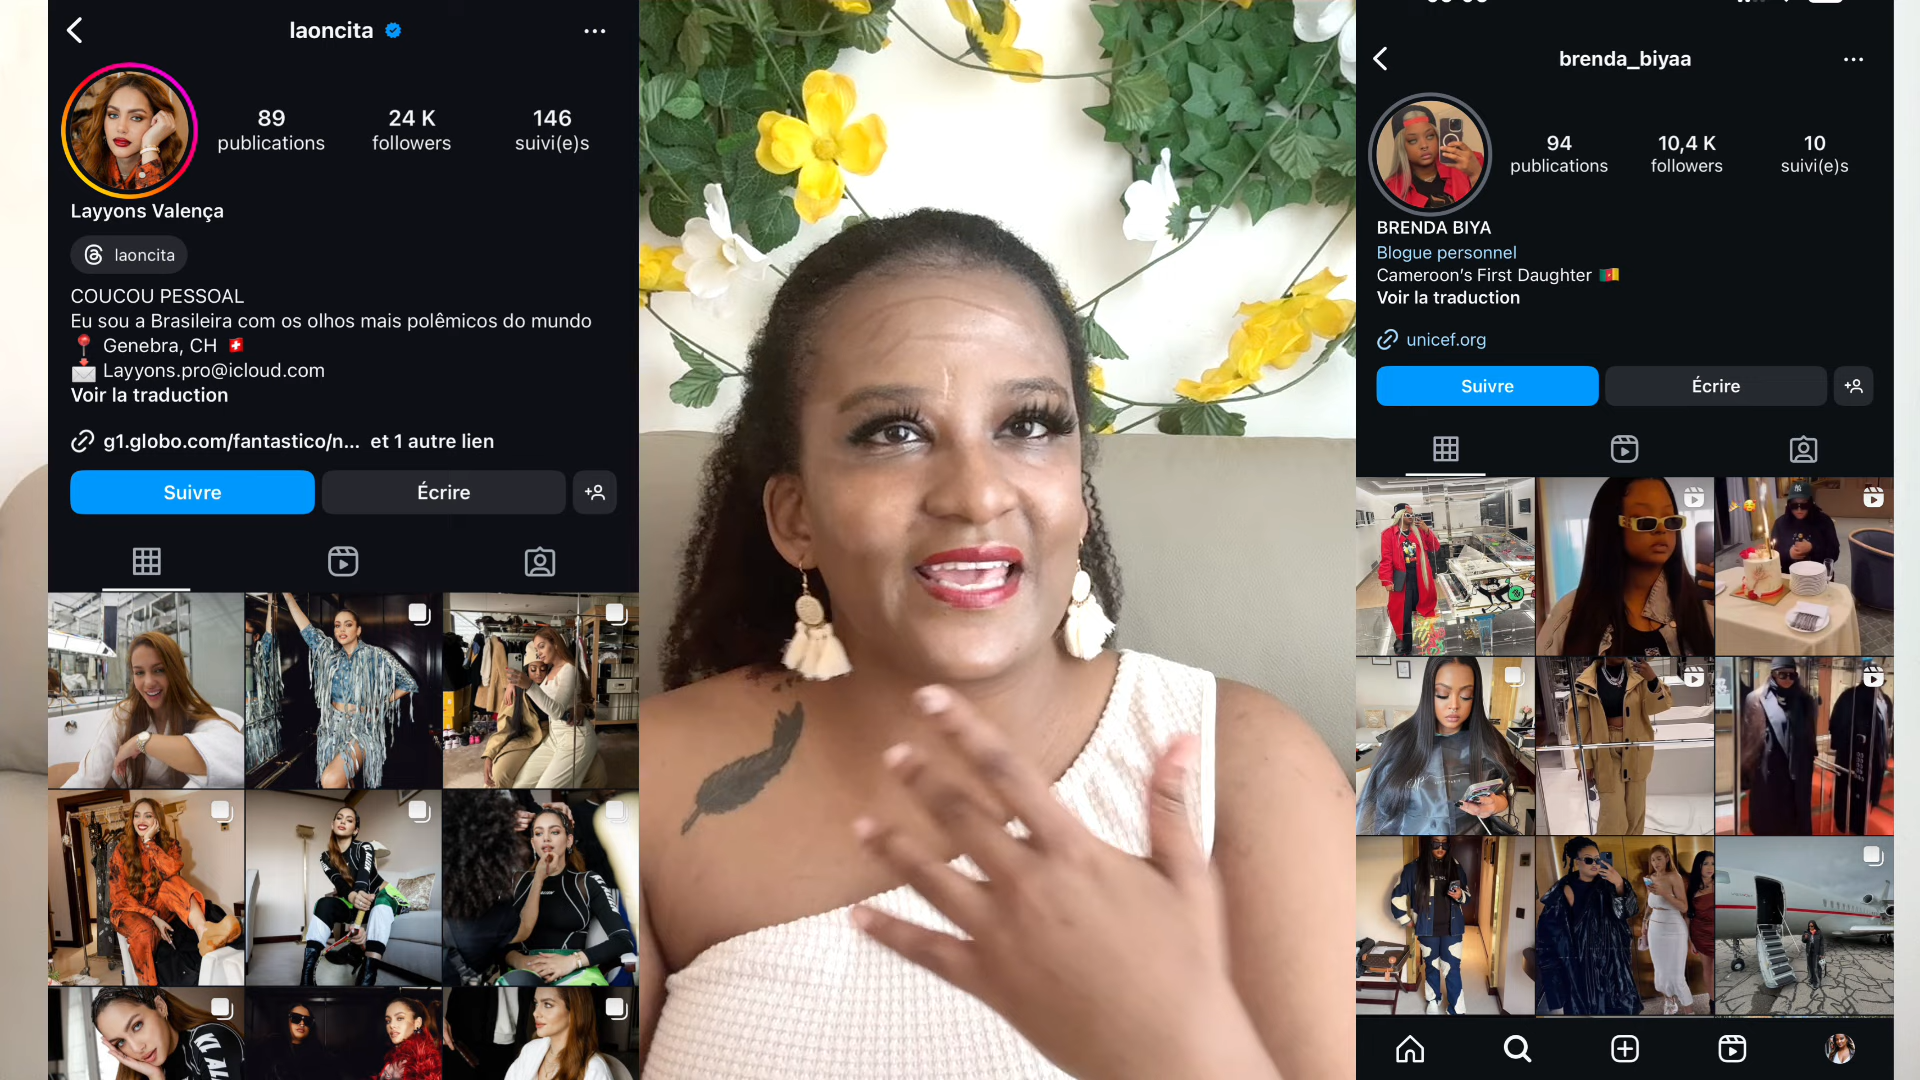 laoncita
89
publications
24 K
followers
146
suivi(e)s
Layyons Valença
laoncita
COUCOU PESSOAL
Eu sou a Brasileira com os olhos mais polêmicos do mundo
📍 Genebra, CH 🇨🇭
📩 Layyons.pro@icloud.com
Voir la traduction
g1.globo.com/fantastico/n... et 1 autre lien
Suivre
Écrire
brenda_biyaa
94
publications
10,4 K
followers
10
suivi(e)s
BRENDA BIYA
Blogue personnel
Cameroon's First Daughter 🇨🇲
Voir la traduction
unicef.org
Suivre
Écrire